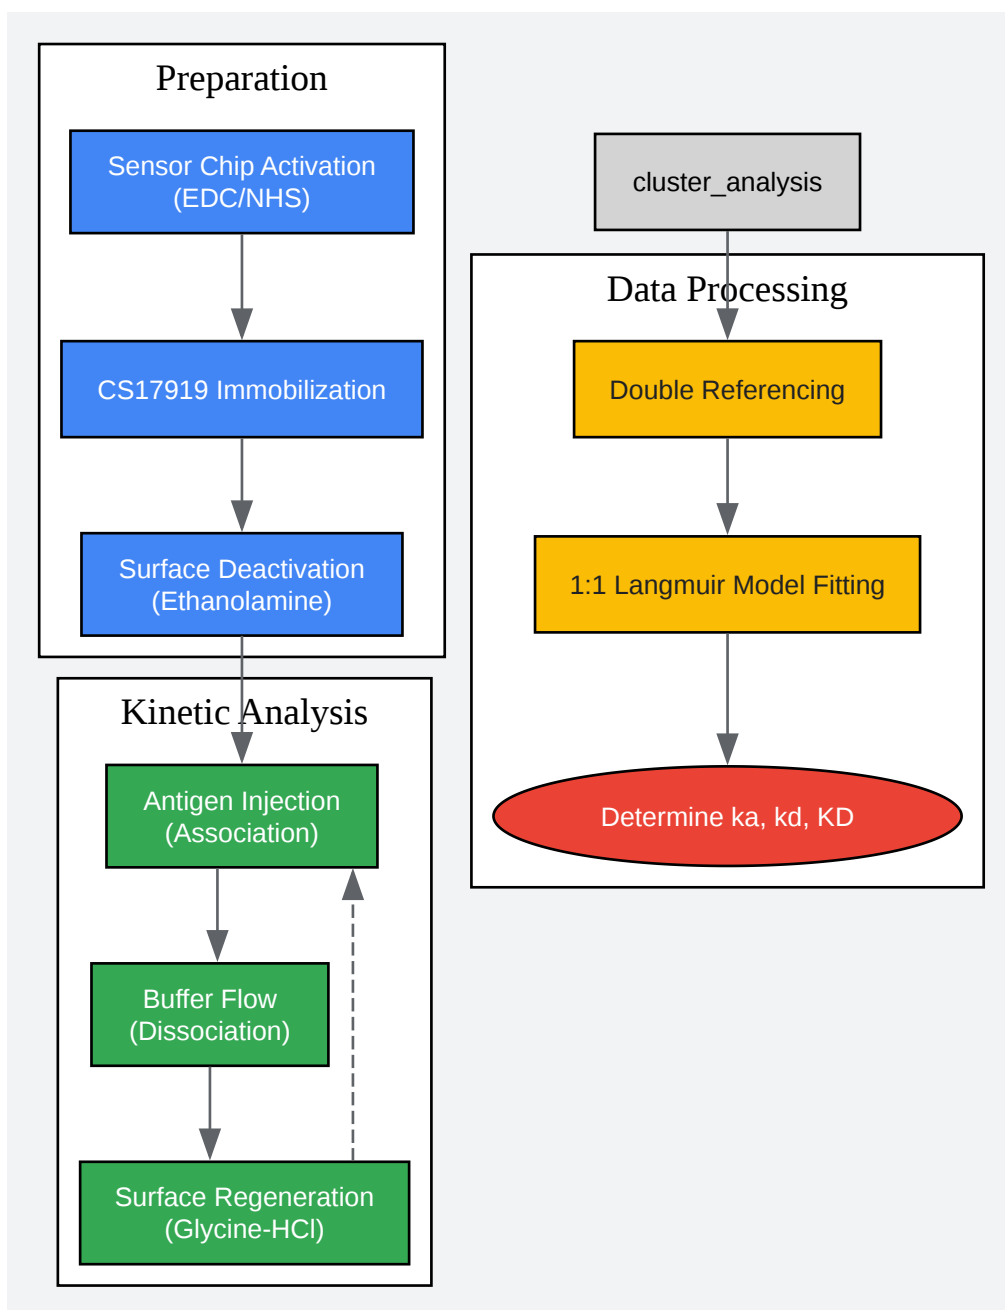 Preparation
Sensor Chip Activation
(EDC/NHS)
CS17919 Immobilization
Surface Deactivation
(Ethanolamine)
Kinetic Analysis
Antigen Injection
(Association)
Buffer Flow
(Dissociation)
Surface Regeneration
(Glycine-HCl)
cluster_analysis
Data Processing
Double Referencing
1:1 Langmuir Model Fitting
Determine ka, kd, KD